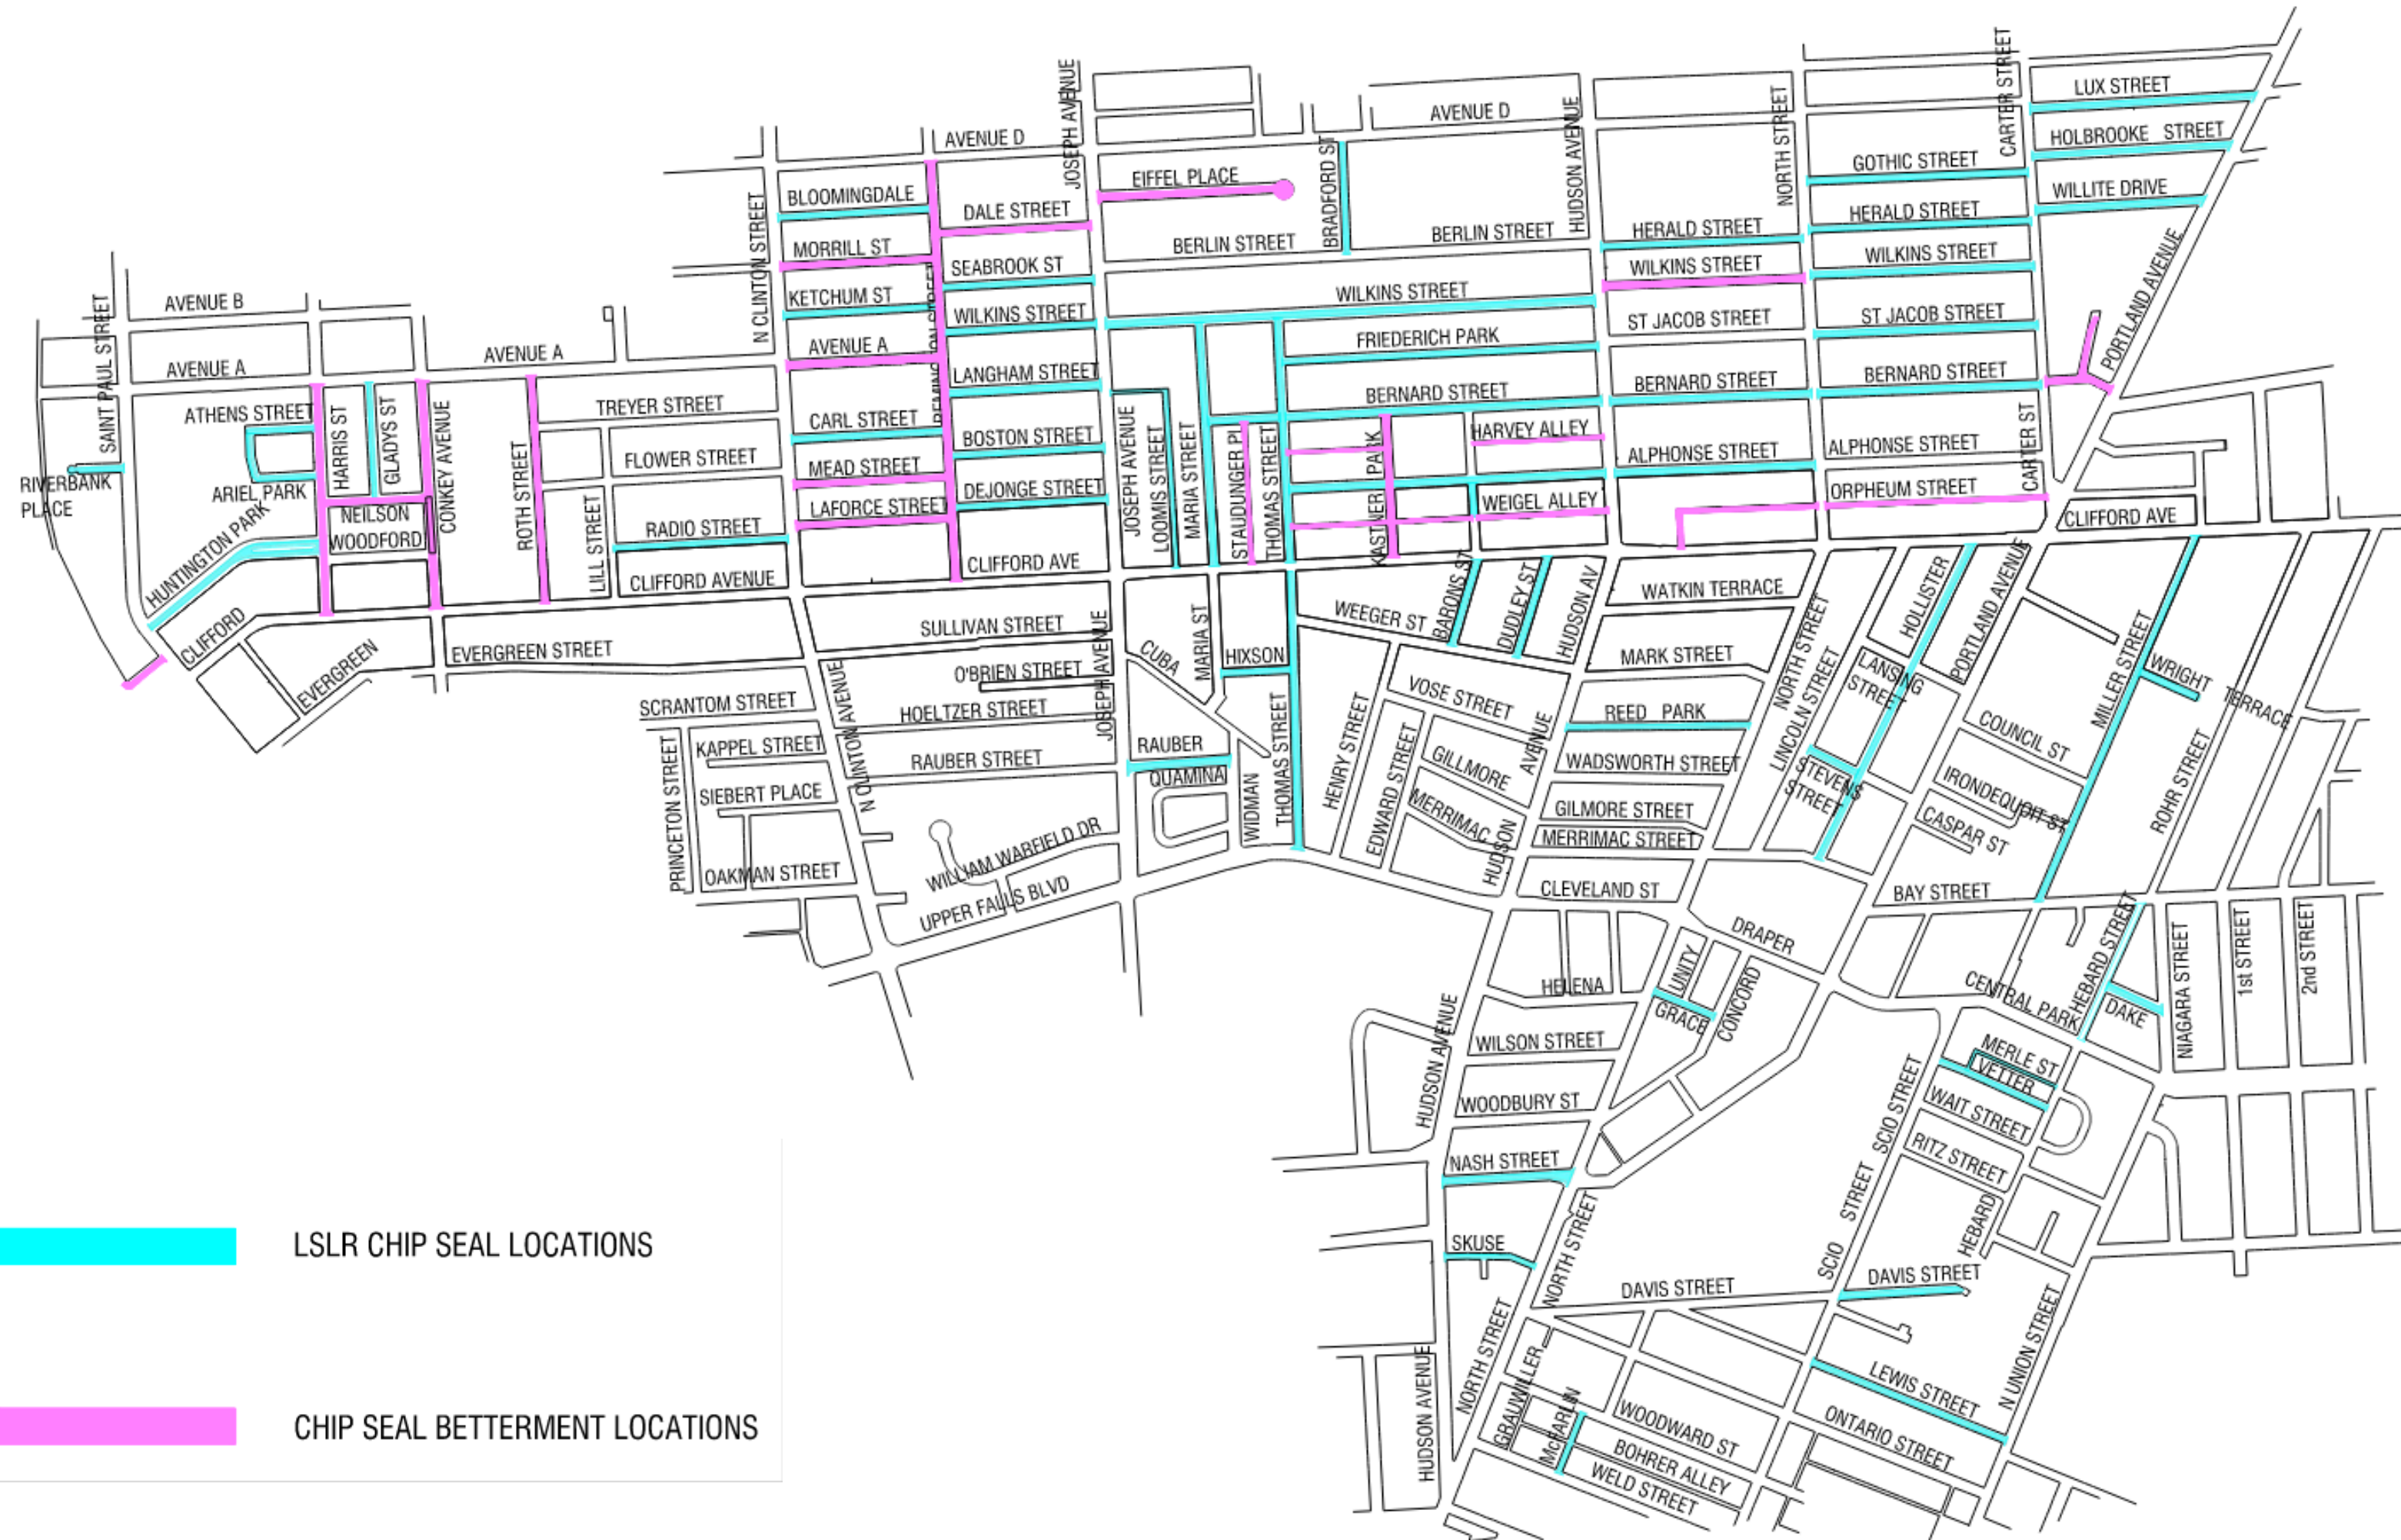 LUX STREET
AVENUE D
HOLBROOKE STREET
AVENUE D
CARTER STREET
JOSEPH AVENUE
GOTHIC STREET
HUDSON AVENUE
NORTH STREET
EIFFEL PLACE
WILLITE DRIVE
BLOOMINGDALE
BRADFORD ST
DALE STREET
HERALD STREET
HERALD STREET
BERLIN STREET
BERLIN STREET
MORRILL ST
WILKINS STREET
WILKINS STREET
SEABROOK ST
N CLINTON STREET
KETCHUM ST
WILKINS STREET
PORTLAND AVENUE
AVENUE B
SAINT PAUL STREET
WILKINS STREET
ST JACOB STREET
ST JACOB STREET
FRIEDERICH PARK
AVENUE A
AVENUE A
AVENUE A
LANGHAM STREET
BERNARD STREET
BERNARD STREET
BERNARD STREET
TREYER STREET
ATHENS STREET
HARRIS ST
GLADYS ST
CONKEY AVENUE
CARL STREET
BOSTON STREET
HARVEY ALLEY
CARTER ST
ALPHONSE STREET
ALPHONSE STREET
FLOWER STREET
MEAD STREET
JOSEPH AVENUE
LOOMIS STREET
MARIA STREET
STAUDUNGER PL
THOMAS STREET
KASTNER PARK
RIVERBANK
PLACE
ARIEL PARK
ROTH STREET
DEJONGE STREET
ORPHEUM STREET
LAFORCE STREET
WEIGEL ALLEY
NEILSON
WOODFORD
CLIFFORD AVE
HUNTINGTON PARK
LILL STREET
RADIO STREET
CLIFFORD AVE
CLIFFORD AVENUE
WATKIN TERRACE
BARONS ST
DUDLEY ST
HUDSON AV
HOLLISTER
PORTLAND AVENUE
WEEGER ST
SULLIVAN STREET
CLIFFORD
EVERGREEN STREET
EVERGREEN
CUBA
MARIA ST
HIXSON
MARK STREET
NORTH STREET
LINCOLN STREET
LANSING
STREET
MILLER STREET
WRIGHT TERRACE
O'BRIEN STREET
JOSEPH AVENUE
SCRANTOM STREET
HOELTZER STREET
VOSE STREET
REED PARK
COUNCIL ST
KAPPEL STREET
N CLINTON AVENUE
RAUBER STREET
RAUBER
QUAMINA
THOMAS STREET
HENRY STREET
EDWARD STREET
GILLMORE
AVENUE
WADSWORTH STREET
STEVENS
STREET
IRONDEQUOIT ST
ROHR STREET
PRINCETON STREET
SIEBERT PLACE
WIDMAN
MERRIMAC
GILMORE STREET
MERRIMAC STREET
CASPAR ST
WILLIAM WARFIELD DR
HUDSON
OAKMAN STREET
UPPER FALLS BLVD
CLEVELAND ST
BAY STREET
DRAPER
HEBARD STREET
NIAGARA STREET
1st STREET
2nd STREET
UNITY
HELENA
CONCORD
CENTRAL PARK
GRACE
DAKE
HUDSON AVENUE
WILSON STREET
MERLE ST
VETTER
SCIO STREET
WOODBURY ST
WAIT STREET
RITZ STREET
NASH STREET
STREET
HEBARD
SKUSE
NORTH STREET
SCIO
DAVIS STREET
DAVIS STREET
N UNION STREET
NORTH STREET
HUDSON AVENUE
LEWIS STREET
GRAUWILLER
McFARLIN
WOODWARD ST
ONTARIO STREET
BOHRER ALLEY
WELD STREET
LSLR CHIP SEAL LOCATIONS
CHIP SEAL BETTERMENT LOCATIONS